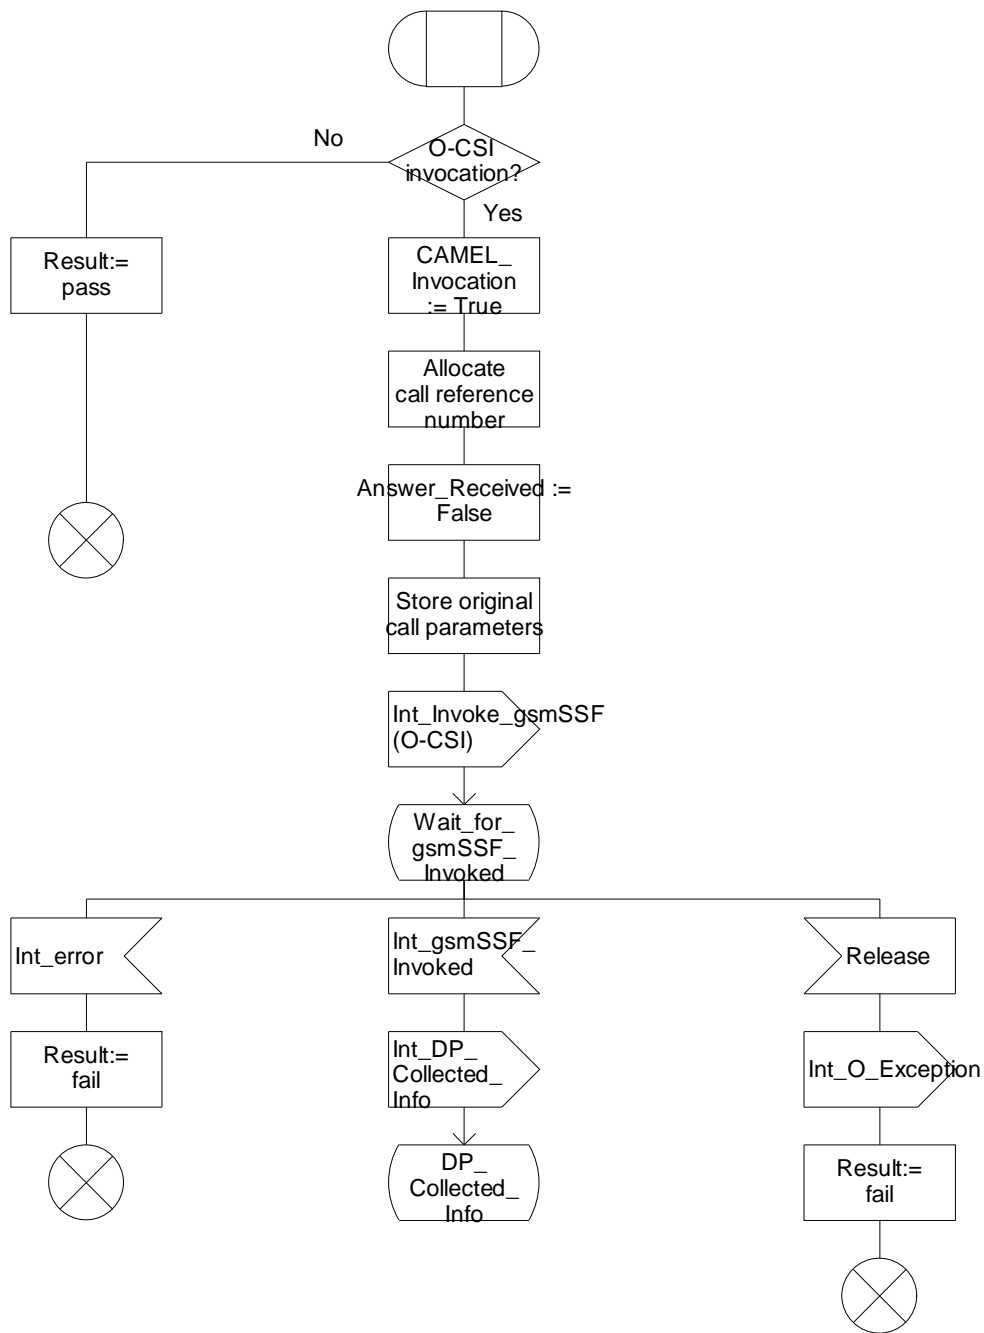 No
O-CSI
invocation?
Yes
Result:=
pass
CAMEL_
Invocation
:= True
Allocate
call reference
number
Answer_Received :=
False
Store original
call parameters
Int_Invoke_gsmSSF
(O-CSI)
Wait_for_
gsmSSF_
Invoked
Int_error
Int_gsmSSF_
Invoked
Release
Result:=
fail
Int_DP_
Collected_
Info
Int_O_Exception
DP_
Collected_
Info
Result:=
fail